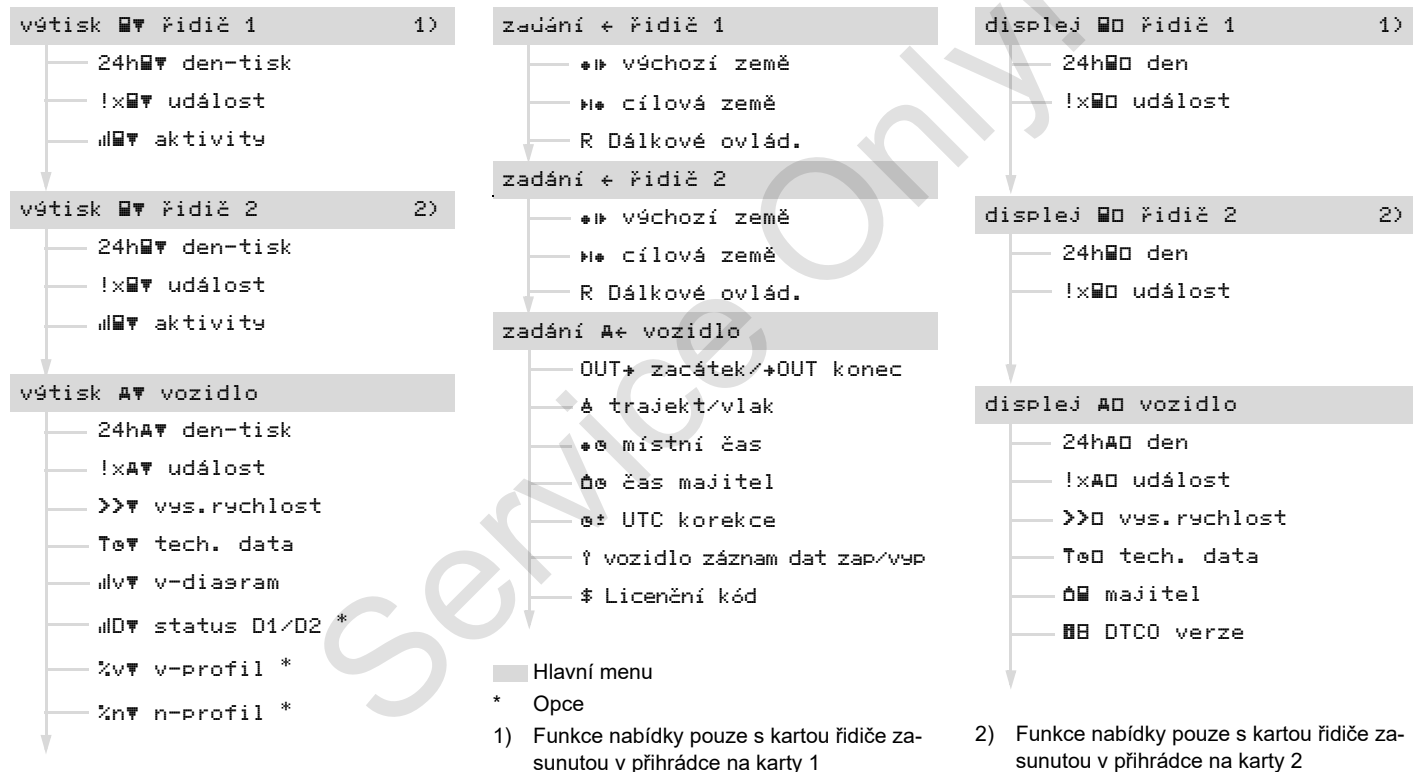 výtisk řidič 1 1)
24h den-tisk
!x událost
aktivity
výtisk řidič 2 2)
24h den-tisk
!x událost
aktivity
výtisk vozidlo
24h den-tisk
!x událost
>> vys.rychlost
tech. data
v v-diagram
D status D1/D2 *
%v v-profil *
%n n-profil *
zadání ← řidič 1
výchozí země
cílová země
R Dálkové ovlád.
zadání ← řidič 2
výchozí země
cílová země
R Dálkové ovlád.
zadání ← vozidlo
OUT→ zacátek/→OUT konec
trajekt/vlak
místní čas
čas majitel
UTC korekce
vozidlo záznam dat zap/vyp
$ Licenční kód
Hlavní menu
* Opce
1) Funkce nabídky pouze s kartou řidiče za-
sunutou v přihrádce na karty 1
displej řidič 1 1)
24h den
!x událost
displej řidič 2 2)
24h den
!x událost
displej vozidlo
24h den
!x událost
>> vys.rychlost
tech. data
majitel
DTCO verze
2) Funkce nabídky pouze s kartou řidiče za-
sunutou v přihrádce na karty 2
Service Only!